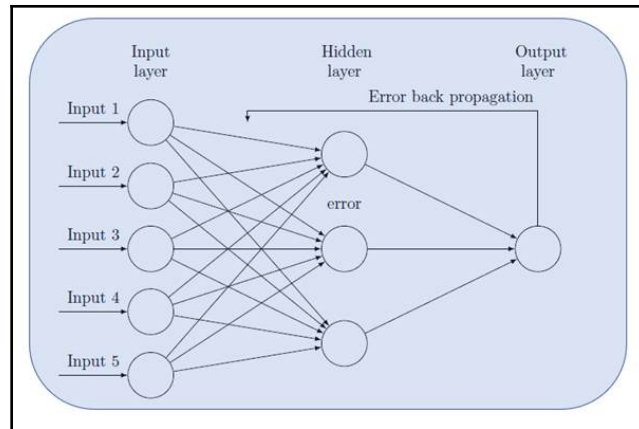 Input
layer
Hidden
layer
Output
layer
Error back propagation
Input 1
Input 2
error
Input 3
Input 4
Input 5